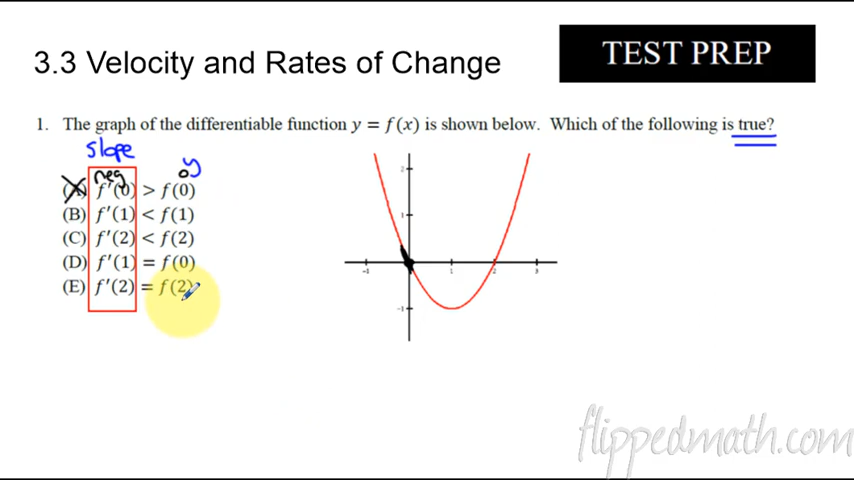 3.3 Velocity and Rates of Change
TEST PREP
1. The graph of the differentiable function y = f(x) is shown below. Which of the following is true?
slope
y
neg
0
(A) f'(0) > f(0)
(B) f'(1) < f(1)
(C) f'(2) < f(2)
(D) f'(1) = f(0)
(E) f'(2) = f(2)
2
1
-1
1
2
3
-1
flippedmath.com